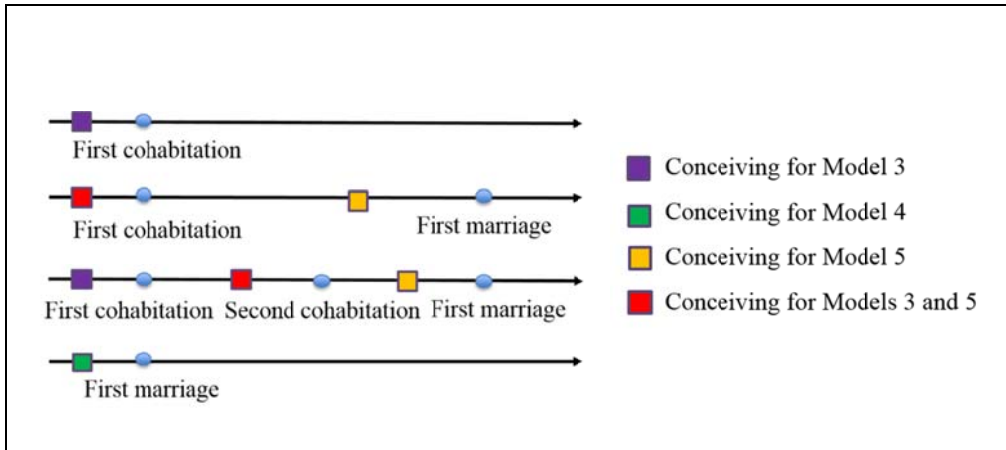 First cohabitation
First cohabitation
First marriage
First cohabitation Second cohabitation First marriage
First marriage
Conceiving for Model 3
Conceiving for Model 4
Conceiving for Model 5
Conceiving for Models 3 and 5